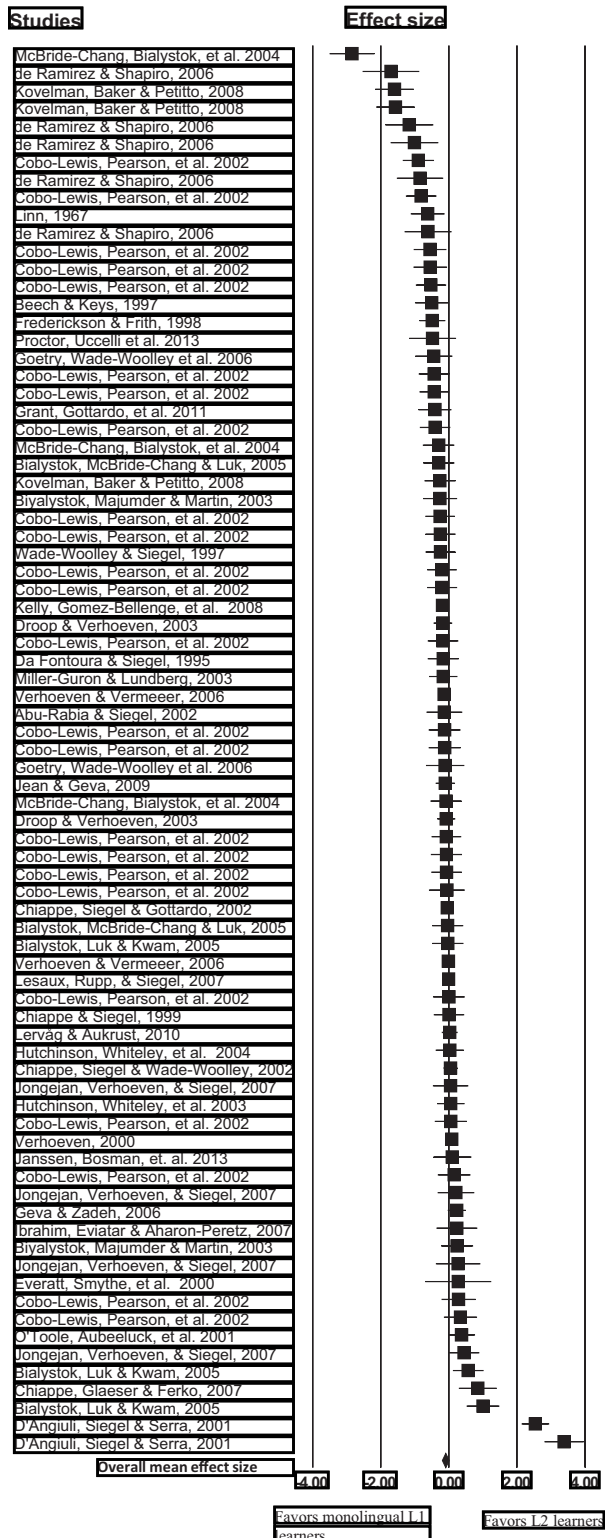 Studies
Effect size
McBride-Chang, Bialystok, et al. 2004
de Ramirez & Shapiro, 2006
Kovelman, Baker & Petitto, 2008
Kovelman, Baker & Petitto, 2008
de Ramirez & Shapiro, 2006
de Ramirez & Shapiro, 2006
Cobo-Lewis, Pearson, et al. 2002
de Ramirez & Shapiro, 2006
Cobo-Lewis, Pearson, et al. 2002
Linn, 1967
de Ramirez & Shapiro, 2006
Cobo-Lewis, Pearson, et al. 2002
Cobo-Lewis, Pearson, et al. 2002
Cobo-Lewis, Pearson, et al. 2002
Beech & Keys, 1997
Frederickson & Frith, 1998
Proctor, Uccelli et al. 2013
Goetry, Wade-Woolley et al. 2006
Cobo-Lewis, Pearson, et al. 2002
Cobo-Lewis, Pearson, et al. 2002
Grant, Gottardo, et al. 2011
Cobo-Lewis, Pearson, et al. 2002
McBride-Chang, Bialystok, et al. 2004
Bialystok, McBride-Chang & Luk, 2005
Kovelman, Baker & Petitto, 2008
Biyalystok, Majumder & Martin, 2003
Cobo-Lewis, Pearson, et al. 2002
Cobo-Lewis, Pearson, et al. 2002
Wade-Woolley & Siegel, 1997
Cobo-Lewis, Pearson, et al. 2002
Cobo-Lewis, Pearson, et al. 2002
Kelly, Gomez-Bellenge, et al. 2008
Droop & Verhoeven, 2003
Cobo-Lewis, Pearson, et al. 2002
Da Fontoura & Siegel, 1995
Miller-Guron & Lundberg, 2003
Verhoeven & Vermeeer, 2006
Abu-Rabia & Siegel, 2002
Cobo-Lewis, Pearson, et al. 2002
Cobo-Lewis, Pearson, et al. 2002
Goetry, Wade-Woolley et al. 2006
Jean & Geva, 2009
McBride-Chang, Bialystok, et al. 2004
Droop & Verhoeven, 2003
Cobo-Lewis, Pearson, et al. 2002
Cobo-Lewis, Pearson, et al. 2002
Cobo-Lewis, Pearson, et al. 2002
Cobo-Lewis, Pearson, et al. 2002
Chiappe, Siegel & Gottardo, 2002
Bialystok, McBride-Chang & Luk, 2005
Bialystok, Luk & Kwam, 2005
Verhoeven & Vermeeer, 2006
Lesaux, Rupp, & Siegel, 2007
Cobo-Lewis, Pearson, et al. 2002
Chiappe & Siegel, 1999
Lervåg & Aukrust, 2010
Hutchinson, Whiteley, et al. 2004
Chiappe, Siegel & Wade-Woolley, 2002
Jongejan, Verhoeven, & Siegel, 2007
Hutchinson, Whiteley, et al. 2003
Cobo-Lewis, Pearson, et al. 2002
Verhoeven, 2000
Janssen, Bosman, et. al. 2013
Cobo-Lewis, Pearson, et al. 2002
Jongejan, Verhoeven, & Siegel, 2007
Geva & Zadeh, 2006
Ibrahim, Eviatar & Aharon-Peretz, 2007
Biyalystok, Majumder & Martin, 2003
Jongejan, Verhoeven, & Siegel, 2007
Everatt, Smythe, et al. 2000
Cobo-Lewis, Pearson, et al. 2002
Cobo-Lewis, Pearson, et al. 2002
O'Toole, Aubeeluck, et al. 2001
Jongejan, Verhoeven, & Siegel, 2007
Bialystok, Luk & Kwam, 2005
Chiappe, Glaeser & Ferko, 2007
Bialystok, Luk & Kwam, 2005
D'Angiuli, Siegel & Serra, 2001
D'Angiuli, Siegel & Serra, 2001
Overall mean effect size
-4.00 -2.00 0.00 2.00 4.00
Favors monolingual L1 learners
Favors L2 learners